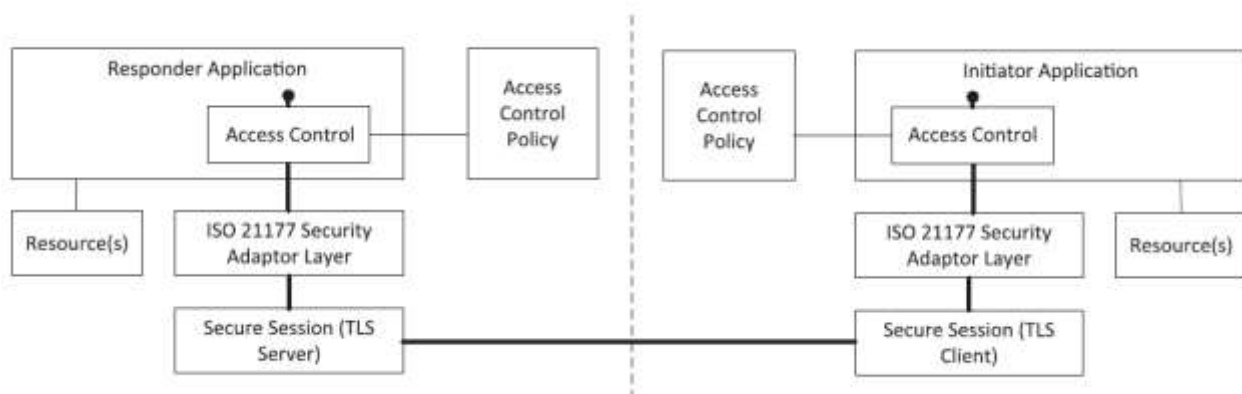 Responder Application
Access Control
Access
Control
Policy
Resource(s)
ISO 21177 Security
Adaptor Layer
Secure Session (TLS
Server)
Access
Control
Policy
Initiator Application
Access Control
ISO 21177 Security
Adaptor Layer
Resource(s)
Secure Session (TLS
Client)